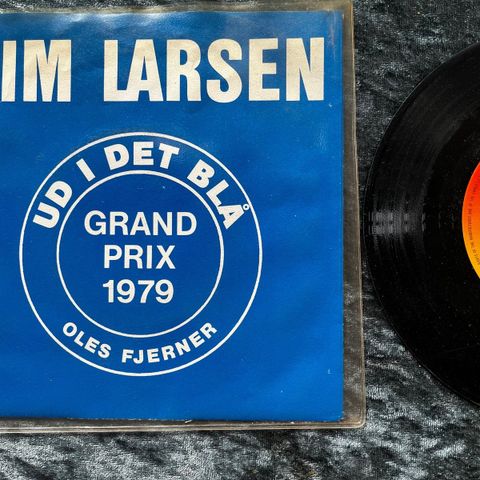 IM LARSEN
UD I DET BLÅ
GRAND
PRIX
1979
OLES FJERNER